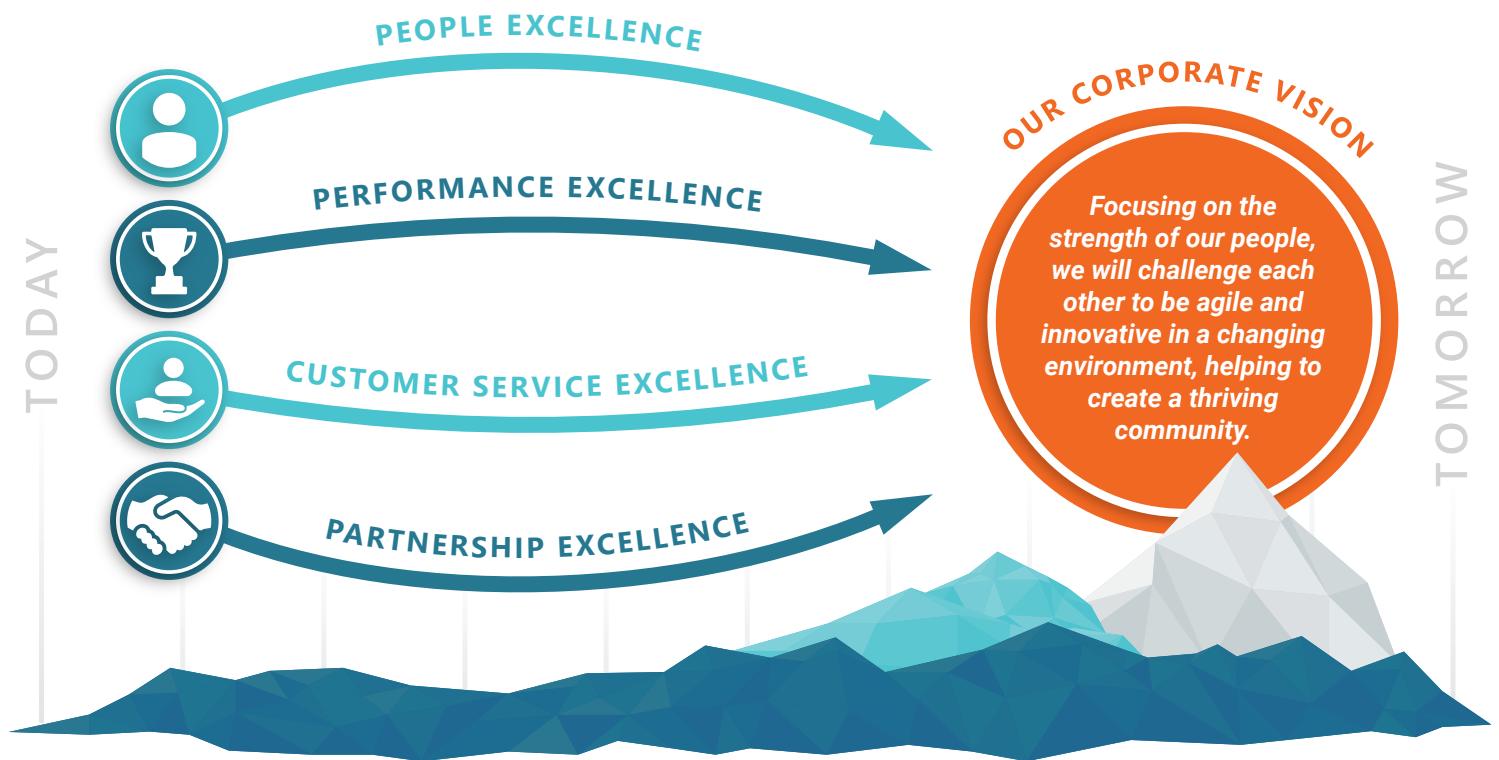 PEOPLE EXCELLENCE
PERFORMANCE EXCELLENCE
CUSTOMER SERVICE EXCELLENCE
PARTNERSHIP EXCELLENCE
TODAY
OUR CORPORATE VISION
Focusing on the
strength of our people,
we will challenge each
other to be agile and
innovative in a changing
environment, helping to
create a thriving
community.
TOMORROW